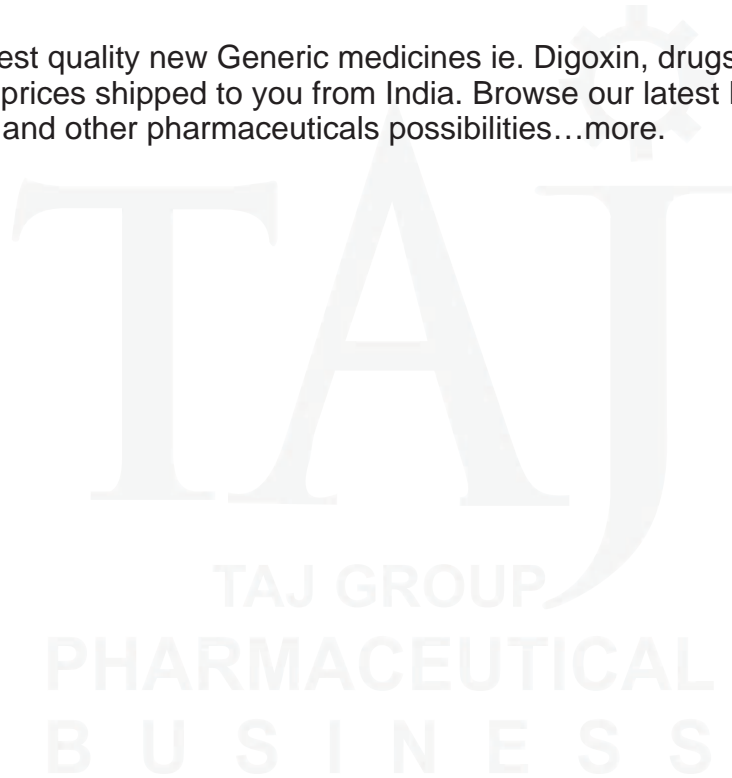 est quality new Generic medicines ie. Digoxin, drugs
prices shipped to you from India. Browse our latest
and other pharmaceuticals possibilities…more.
TAJ
TAJ GROUP
PHARMACEUTICAL
BUSINESS